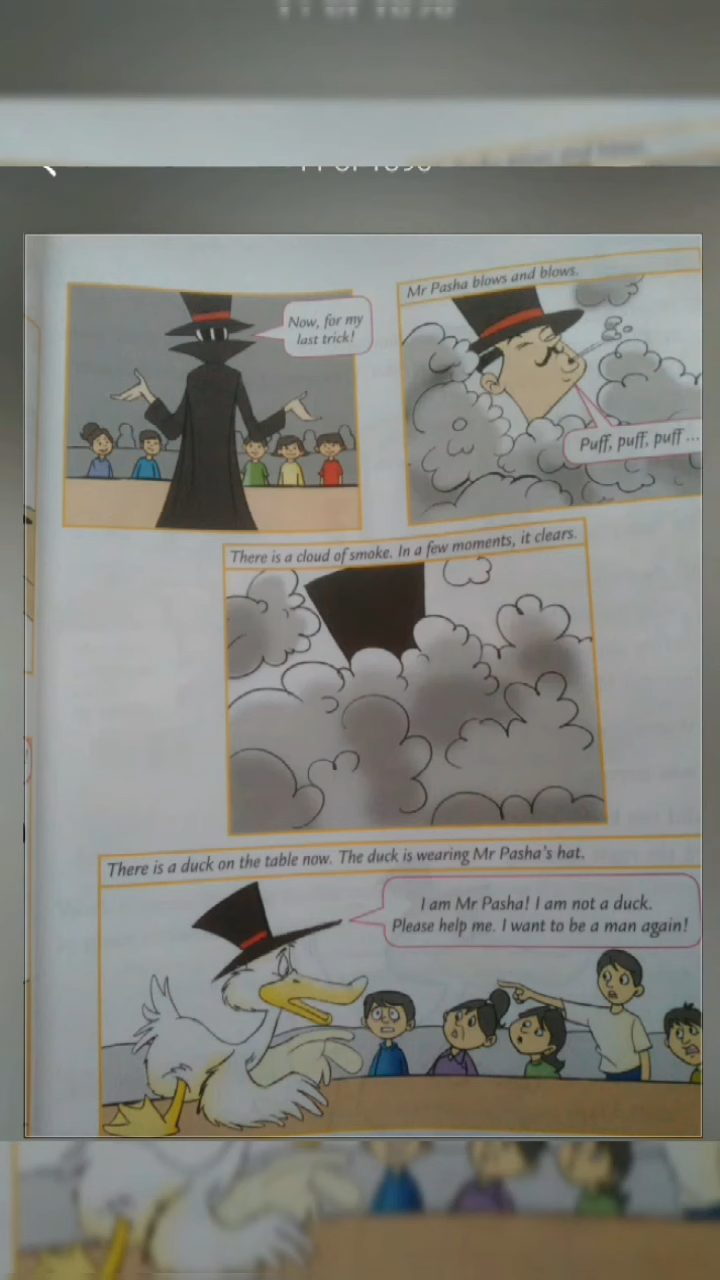 Now, for my
last trick!
Mr Pasha blows and blows.
Puff, puff, puff ...
There is a cloud of smoke. In a few moments, it clears.
There is a duck on the table now. The duck is wearing Mr Pasha's hat.
I am Mr Pasha! I am not a duck.
Please help me. I want to be a man again!